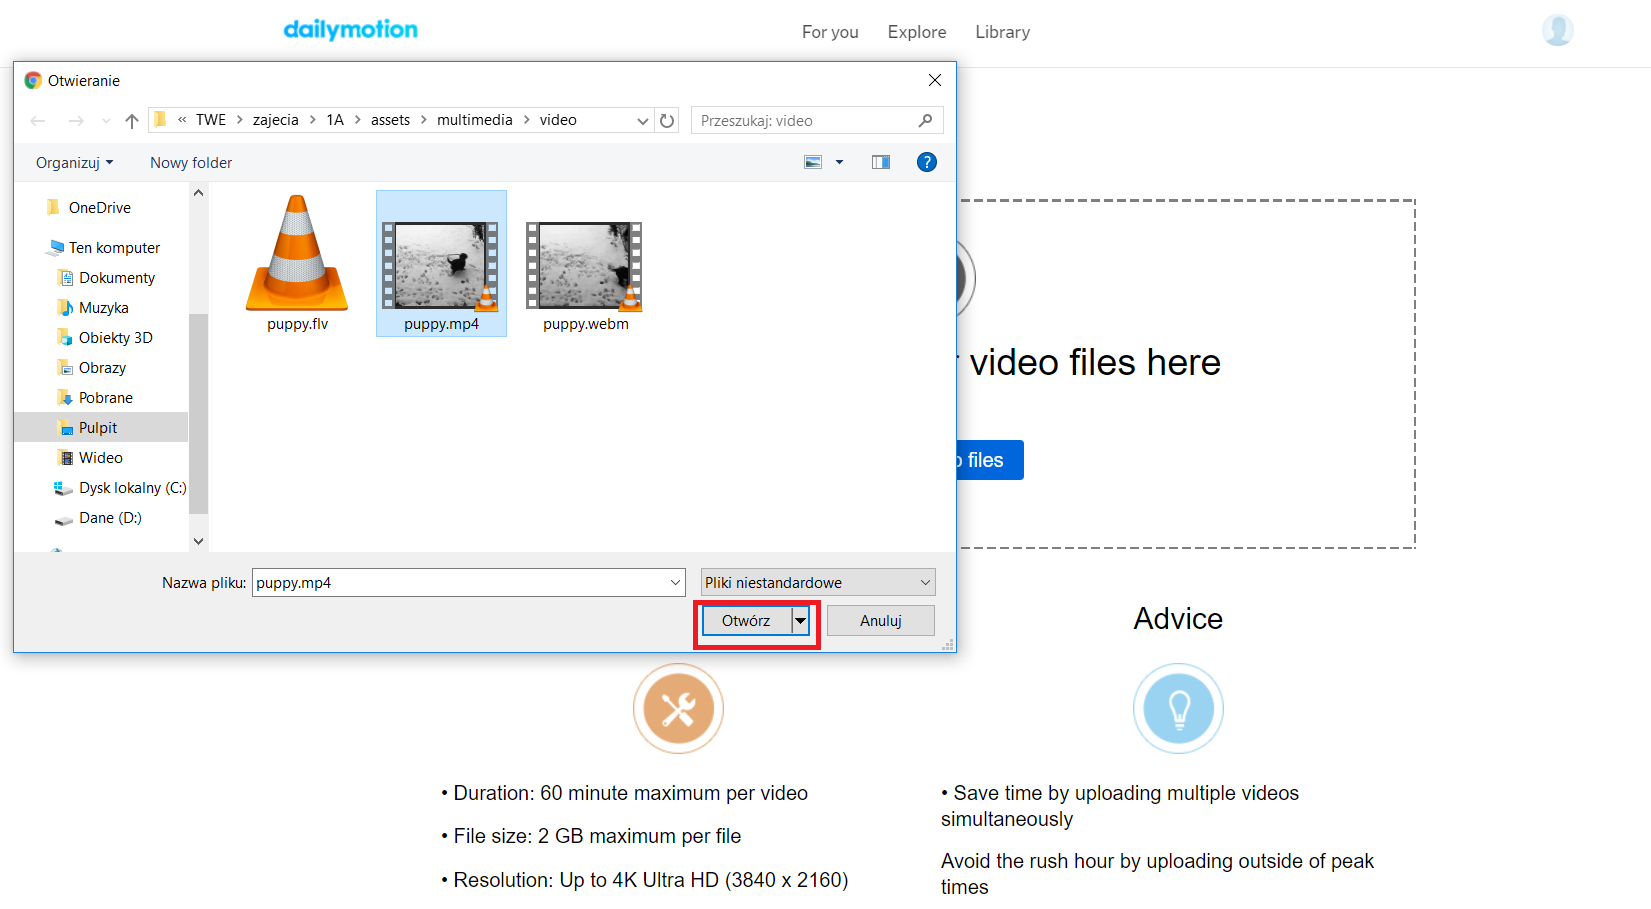 dailymotion
For you
Explore
Library
Otwieranie
« TWE > zajecia > 1A > assets > multimedia > video
Przeszukaj: video
Organizuj
Nowy folder
?
OneDrive
Ten komputer
Dokumenty
Muzyka
Obiekty 3D
Obrazy
Pobrane
Pulpit
Wideo
Dysk lokalny (C:)
Dane (D:)
puppy.flv
puppy.mp4
puppy.webm
video files here
files
Nazwa pliku:
puppy.mp4
Pliki niestandardowe
Otwórz
Anuluj
• Duration: 60 minute maximum per video
• File size: 2 GB maximum per file
• Resolution: Up to 4K Ultra HD (3840 x 2160)
Advice
• Save time by uploading multiple videos
simultaneously
Avoid the rush hour by uploading outside of peak
times